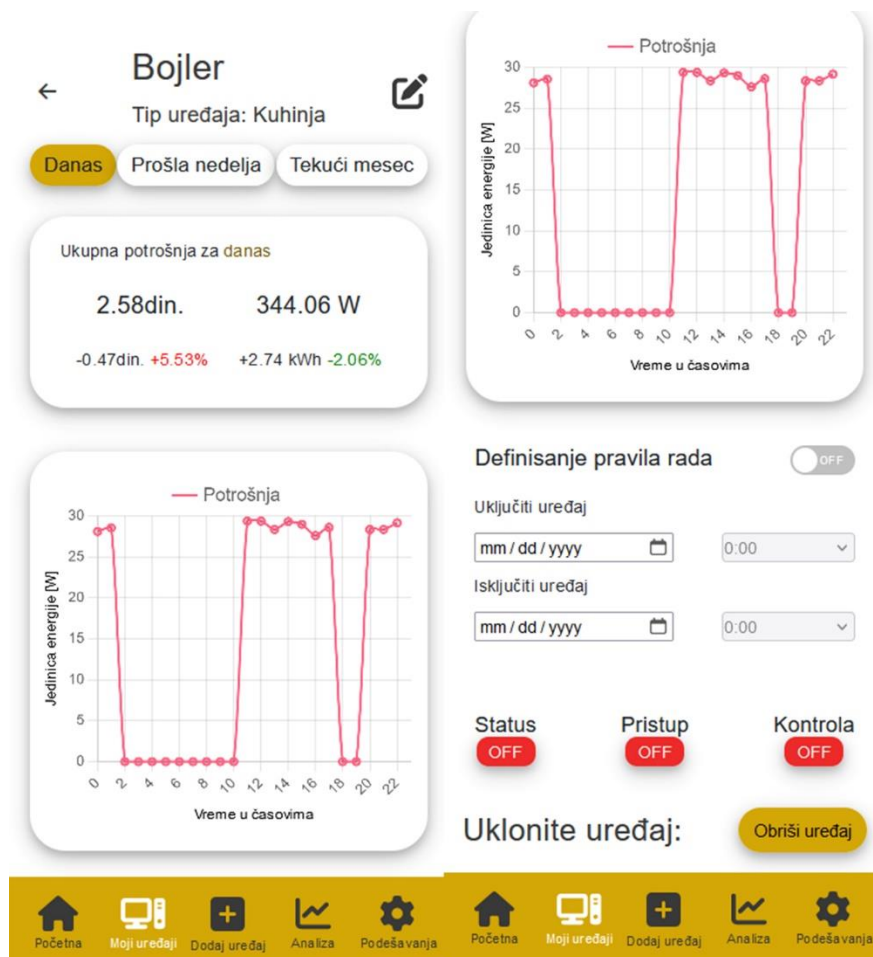 Bojler
Tip uređaja: Kuhinja
Danas Prošla nedelja Tekući mesec
Ukupna potrošnja za danas
2.58din. 344.06 W
-0.47din. +5.53% +2.74 kWh -2.06%
Potrošnja
Jedinica energije [W]
30
25
20
15
10
5
0
0 2 4 6 8 10 12 14 16 18 20 22
Vreme u časovima
Početna Moji uređaji Dodaj uređaj Analiza Podešavanja
Potrošnja
Jedinica energije [W]
30
25
20
15
10
5
0
0 2 4 6 8 10 12 14 16 18 20 22
Vreme u časovima
Definisanje pravila rada OFF
Uključiti uređaj
mm / dd / yyyy 0:00
Isključiti uređaj
mm / dd / yyyy 0:00
Status Pristup Kontrola
OFF OFF OFF
Uklonite uređaj: Obriši uređaj
Početna Moji uređaji Dodaj uređaj Analiza Podešavanja